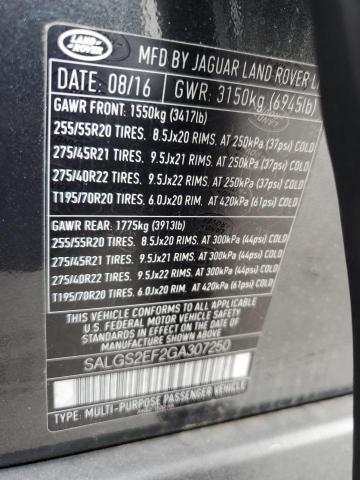 LAND ROVER
MFD BY JAGUAR LAND ROVER
DATE: 08/16 GWR: 3150kg (6945lb)
GAWR FRONT: 1550kg (3417lb)
255/55R20 TIRES. 8.5Jx20 RIMS. AT 250kPa (37psi) COLD
275/45R21 TIRES. 9.5Jx21 RIMS. AT 250kPa (37psi) COLD
275/40R22 TIRES. 9.5Jx22 RIMS. AT 250kPa (37psi) COLD
T195/70R20 TIRES. 6.0Jx20 RIM. AT 420kPa (61psi) COLD
GAWR REAR: 1775kg (3913lb)
255/55R20 TIRES. 8.5Jx20 RIMS. AT 300kPa (44psi) COLD
275/45R21 TIRES. 9.5Jx21 RIMS. AT 300kPa (44psi) COLD
275/40R22 TIRES. 9.5Jx22 RIMS. AT 300kPa (44psi) COLD
T195/70R20 TIRES. 6.0Jx20 RIM. AT 420kPa (61psi) COLD
THIS VEHICLE CONFORMS TO ALL APPLICABLE
U.S. FEDERAL MOTOR VEHICLE SAFETY
STANDARDS IN EFFECT ON THE DATE OF
MANUFACTURE SHOWN ABOVE
SALGS2EF2GA307250
TYPE: MULTI-PURPOSE PASSENGER VEHICLE